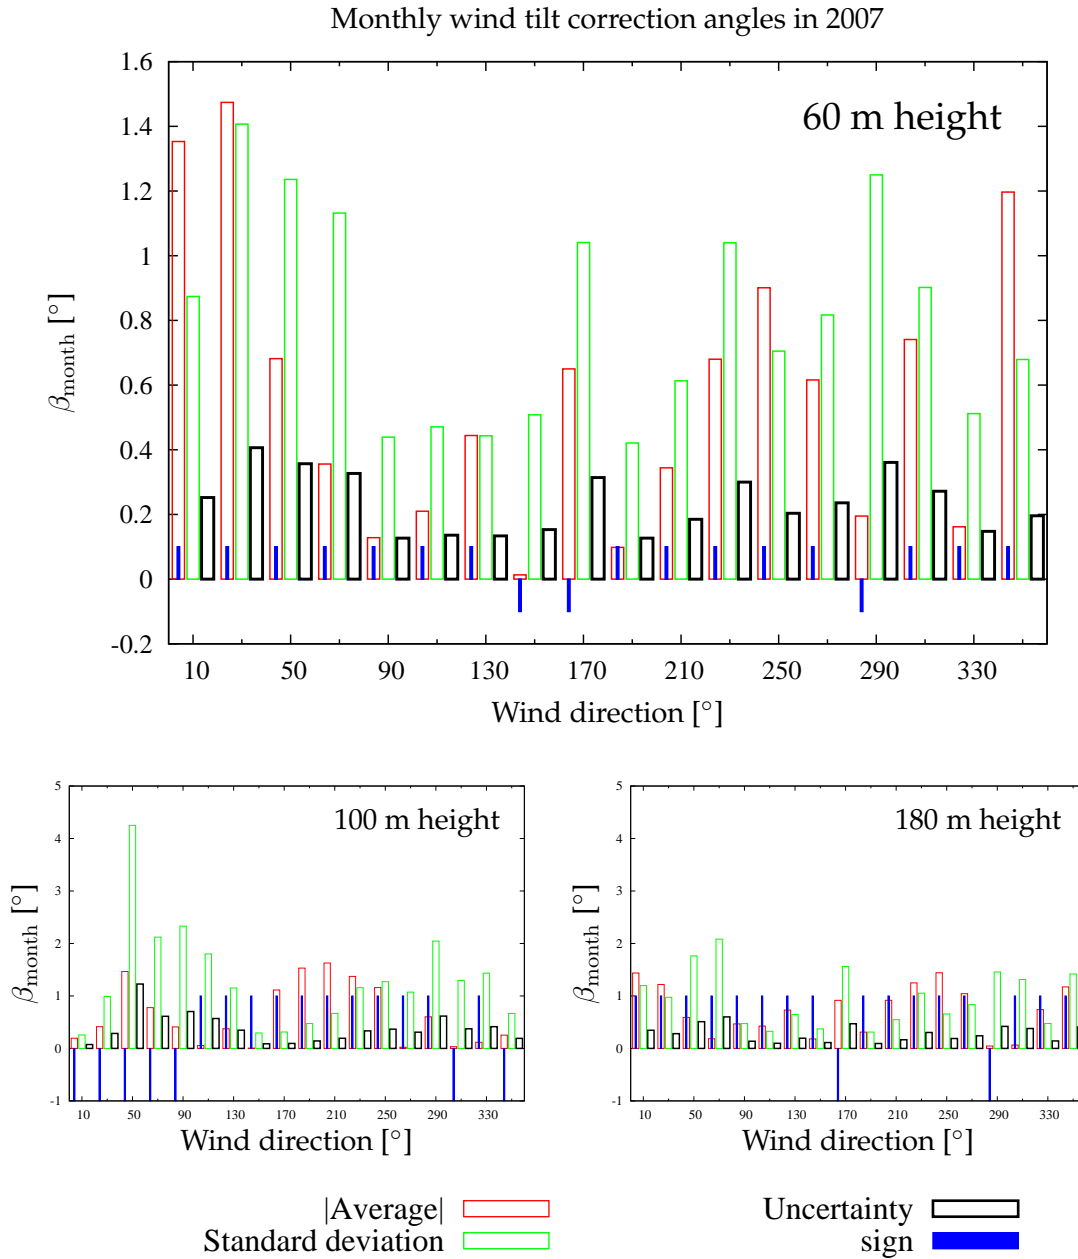 Monthly wind tilt correction angles in 2007
60 m height
1.6
1.4
1.2
1
0.8
0.6
0.4
0.2
0
-0.2
β_month [°]
10 50 90 130 170 210 250 290 330
Wind direction [°]
100 m height
5
4
3
2
1
0
-1
β_month [°]
10 50 90 130 170 210 250 290 330
Wind direction [°]
180 m height
5
4
3
2
1
0
-1
β_month [°]
10 50 90 130 170 210 250 290 330
Wind direction [°]
|Average| Uncertainty
Standard deviation sign